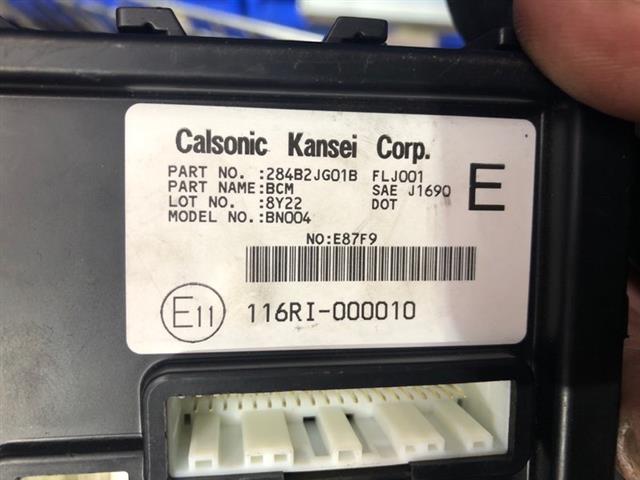 Calsonic Kansei Corp.
PART NO. :284B2JG01B FLJ001
PART NAME:BCM SAE J1690
LOT NO. :8Y22 DOT
MODEL NO.:BN004
E
NO:E87F9
E11 116RI-000010